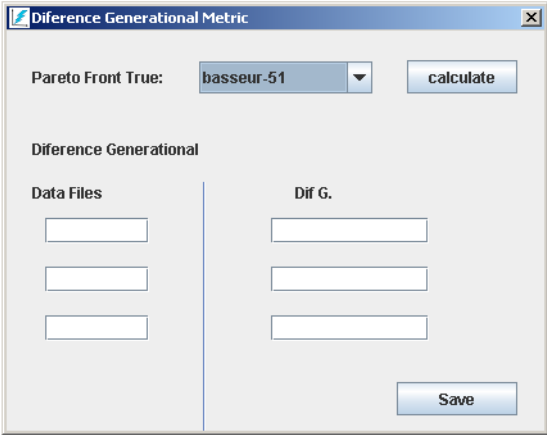 Diference Generational Metric
Pareto Front True: basseur-51 calculate
Diference Generational
Data Files Dif G.
Save